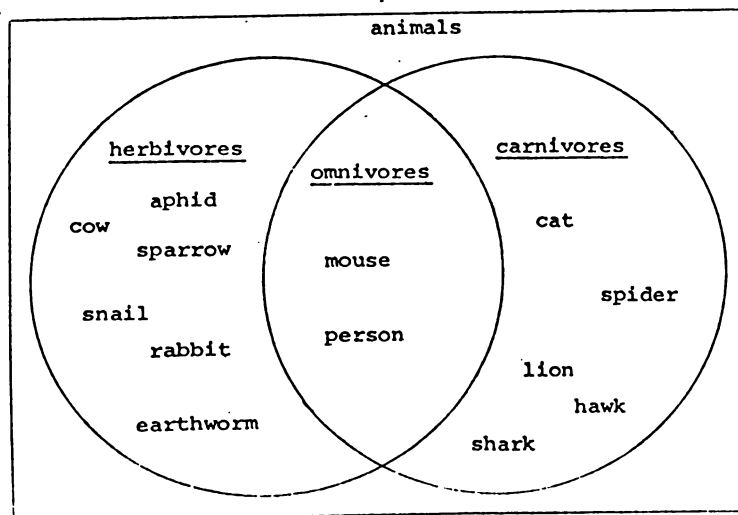 animals
herbivores
omnivores
carnivores
aphid
cow
sparrow
snail
rabbit
earthworm
mouse
person
cat
spider
lion
hawk
shark